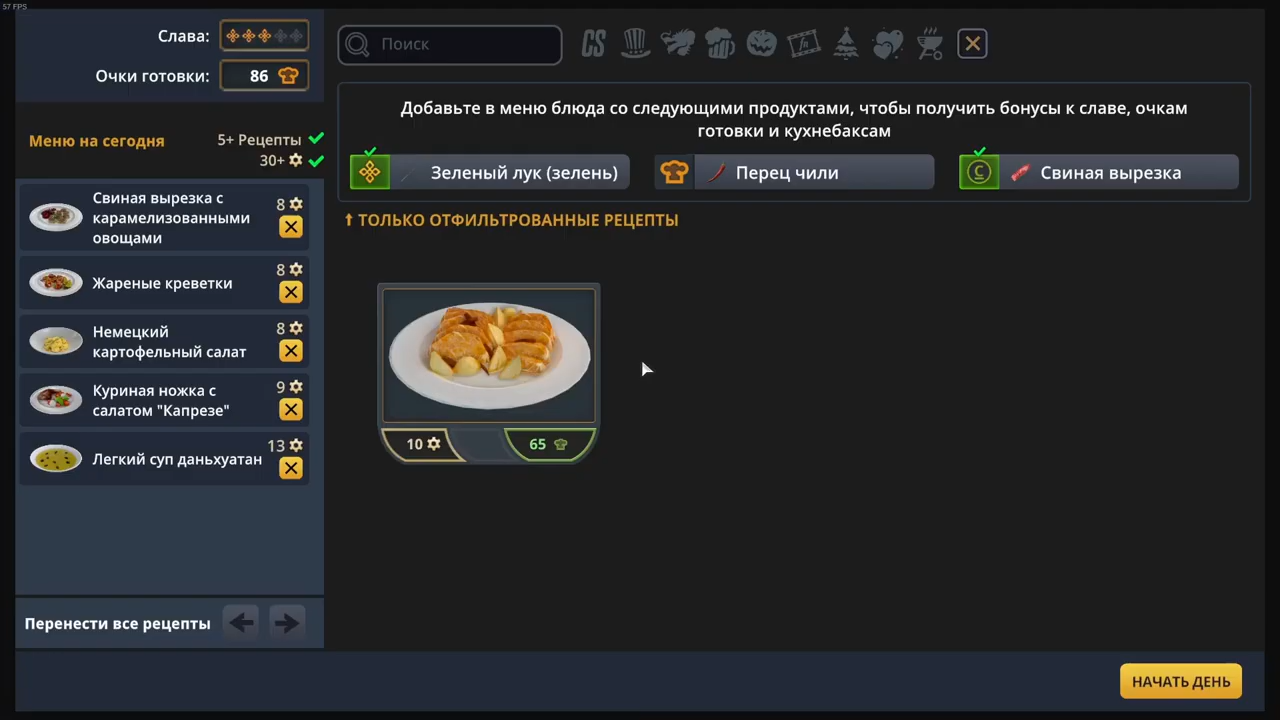 57 FPS
Слава:
Очки готовки:
86
Меню на сегодня
5+ Рецепты
30+
Свиная вырезка с
карамелизованными
овощами
8
Жареные креветки
8
Немецкий
картофельный салат
8
Куриная ножка с
салатом "Капрезе"
9
Легкий суп даньхуатан
13
Перенести все рецепты
Поиск
CS
Добавьте в меню блюда со следующими продуктами, чтобы получить бонусы к славе, очкам
готовки и кухнебаксам
Зеленый лук (зелень)
Перец чили
Свиная вырезка
ТОЛЬКО ОТФИЛЬТРОВАННЫЕ РЕЦЕПТЫ
10
65
НАЧАТЬ ДЕНЬ